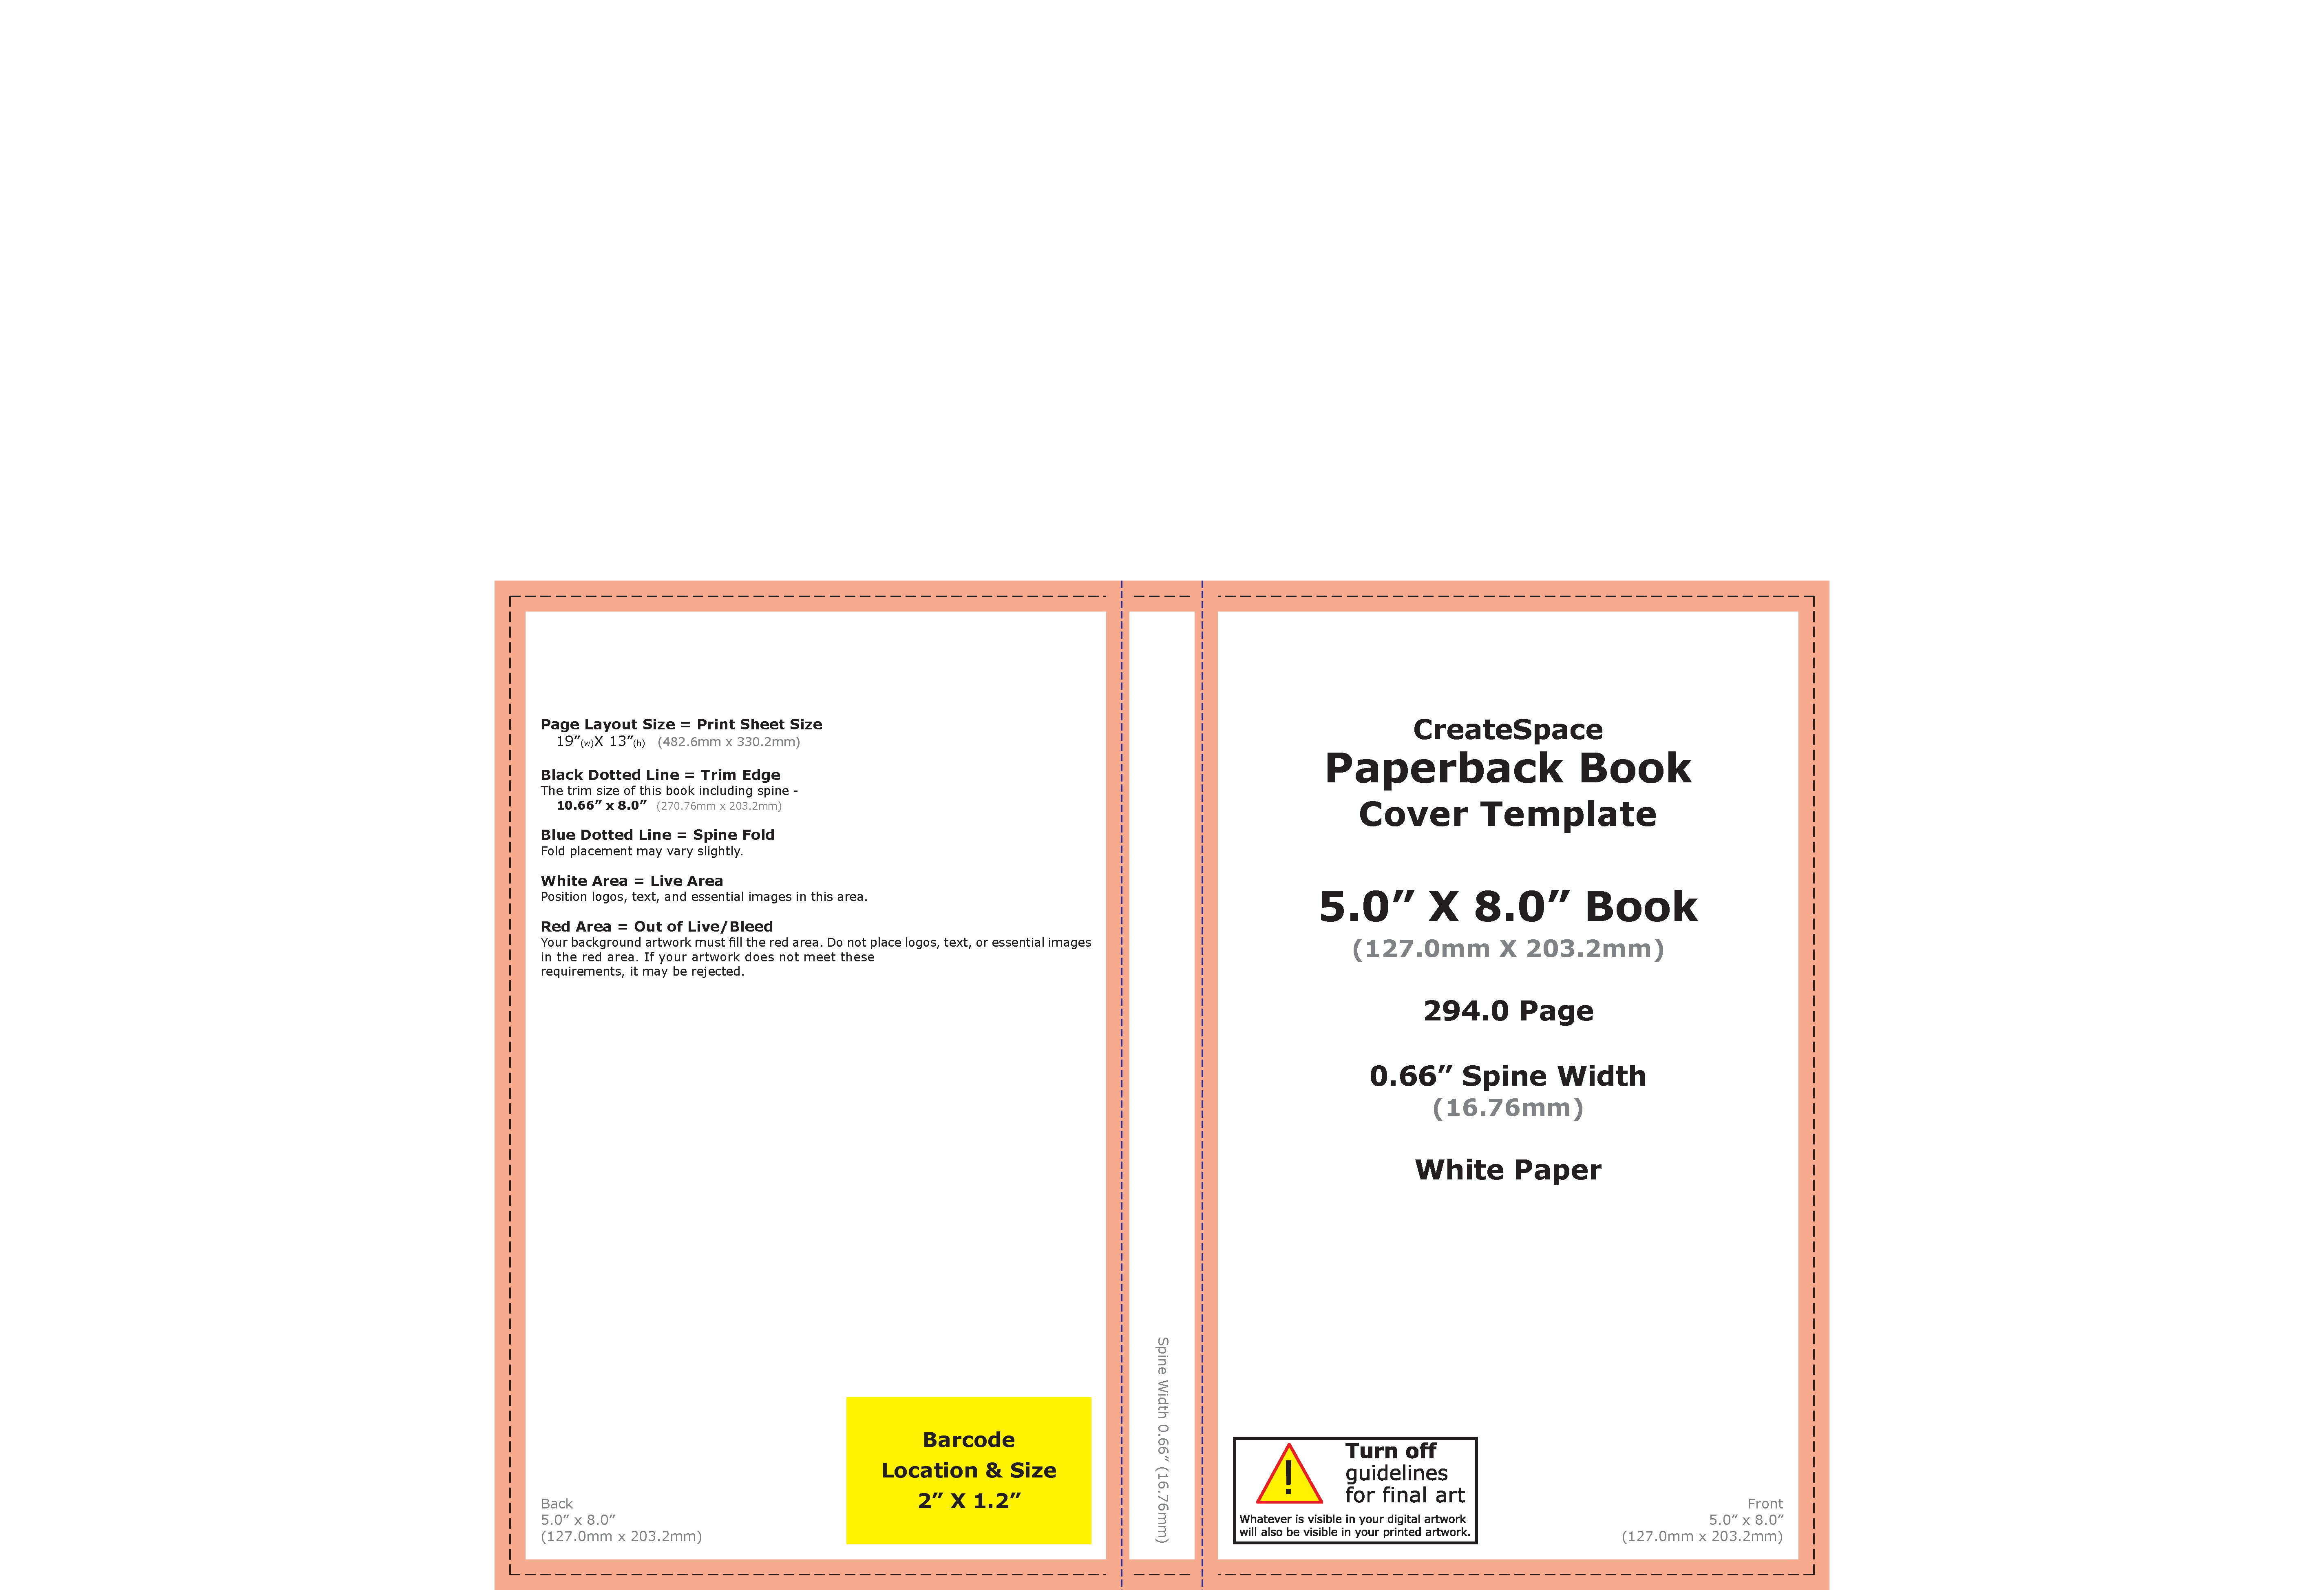 Page Layout Size = Print Sheet Size
19”(w)X 13”(h) (482.6mm x 330.2mm)
Black Dotted Line = Trim Edge
The trim size of this book including spine -
10.66” x 8.0” (270.76mm x 203.2mm)
Blue Dotted Line = Spine Fold
Fold placement may vary slightly.
White Area = Live Area
Position logos, text, and essential images in this area.
Red Area = Out of Live/Bleed
Your background artwork must fill the red area. Do not place logos, text, or essential images
in the red area. If your artwork does not meet these
requirements, it may be rejected.
Barcode
Location & Size
2” X 1.2”
Back
5.0” x 8.0”
(127.0mm x 203.2mm)
Spine Width 0.66” (16.76mm)
CreateSpace
Paperback Book
Cover Template
5.0” X 8.0” Book
(127.0mm X 203.2mm)
294.0 Page
0.66” Spine Width
(16.76mm)
White Paper
!
Turn off
guidelines
for final art
Whatever is visible in your digital artwork
will also be visible in your printed artwork.
Front
5.0” x 8.0”
(127.0mm x 203.2mm)